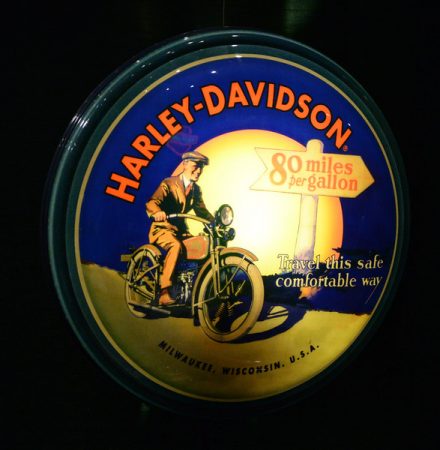 HARLEY-DAVIDSON®
80 miles
per gallon
Travel this safe
comfortable way
MILWAUKEE, WISCONSIN, U.S.A.